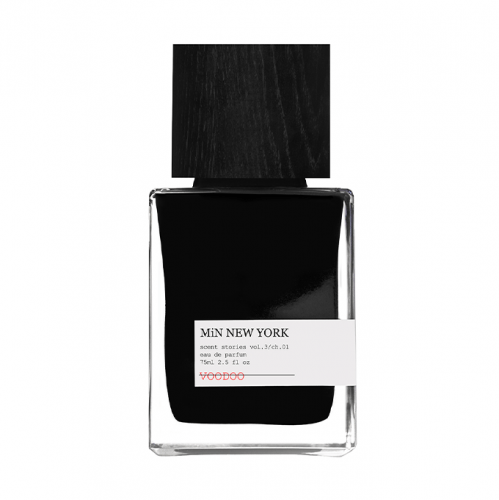 MiN NEW YORK
scent stories vol.3/ch.01
eau de parfum
75ml 2.5 fl oz
VOODOO